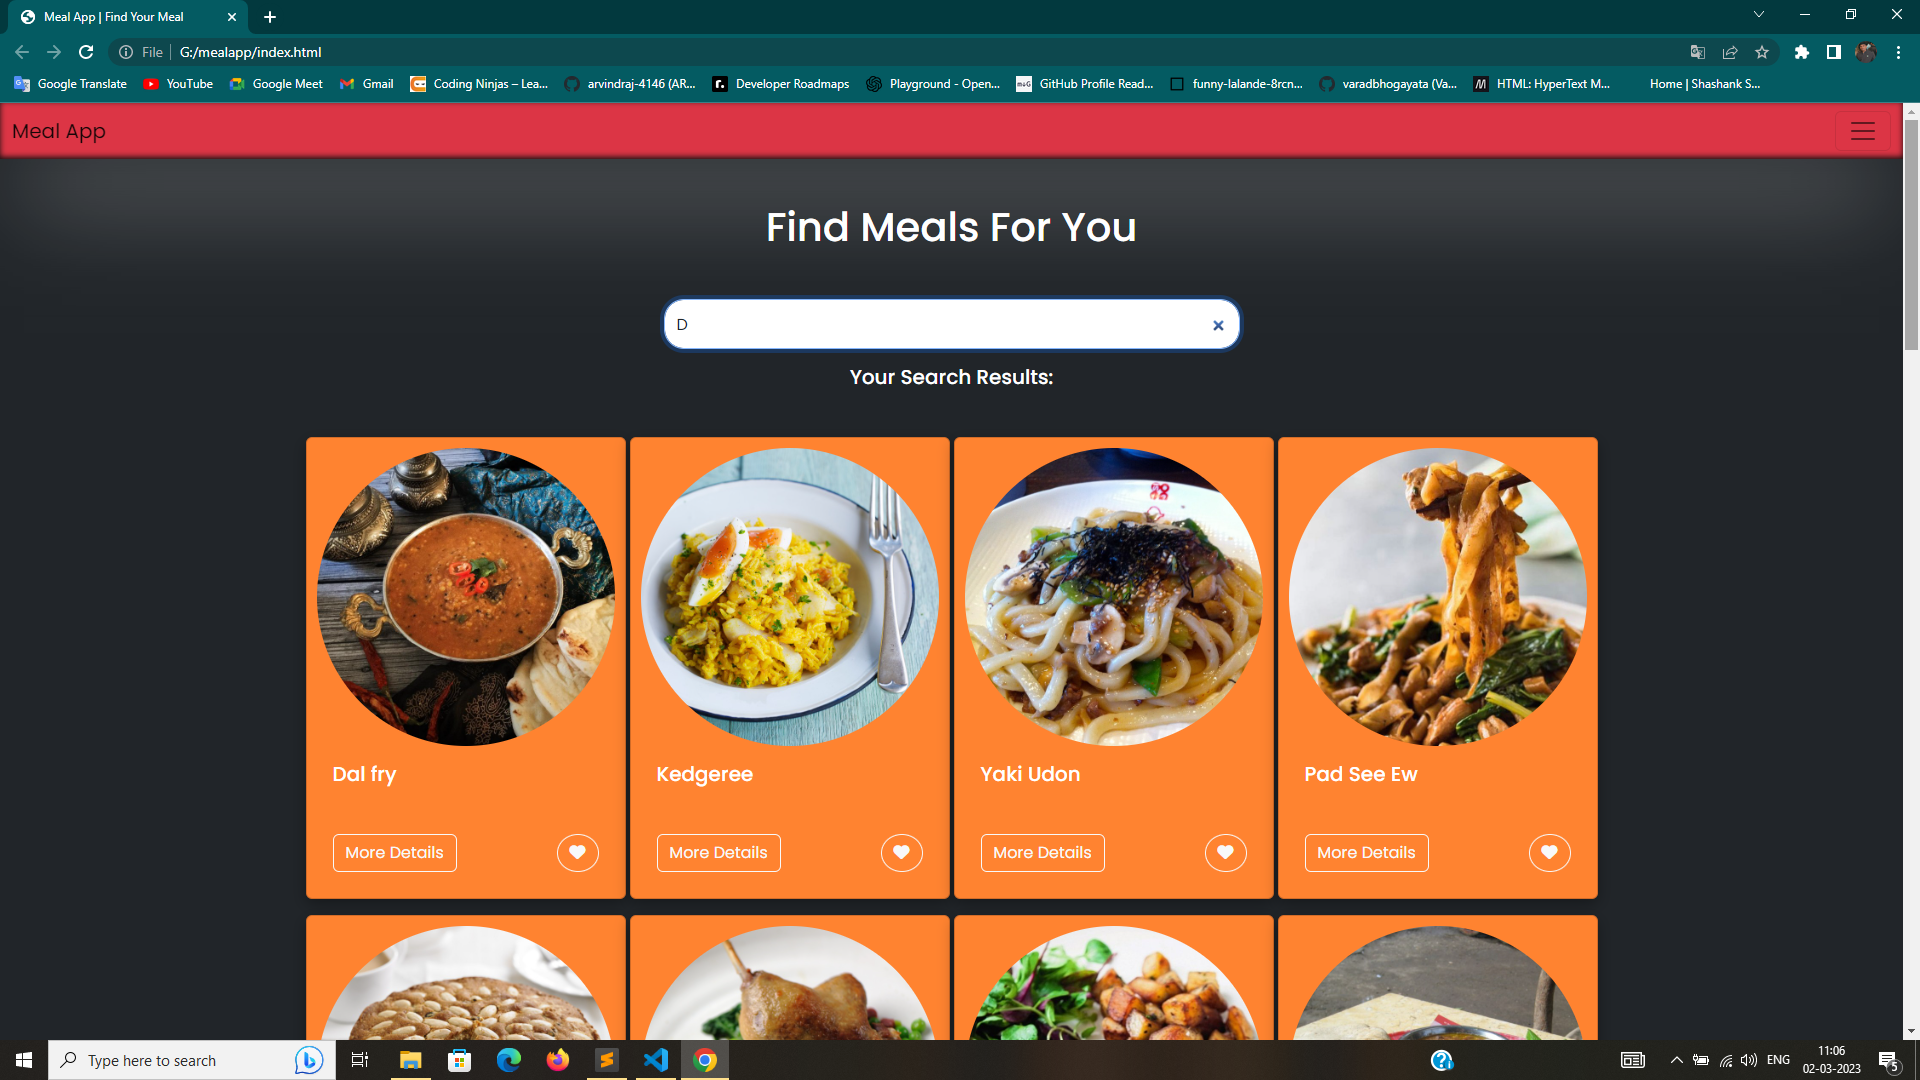 Meal App | Find Your Meal
File
G:/mealapp/index.html
Google Translate
YouTube
Google Meet
Gmail
Coding Ninjas – Lea...
arvindraj-4146 (AR...
Developer Roadmaps
Playground - Open...
GitHub Profile Read...
funny-lalande-8rcn...
varadbhogayata (Va...
HTML: HyperText M...
Home | Shashank S...
Meal App
Find Meals For You
D
Your Search Results:
Dal fry
Kedgeree
Yaki Udon
Pad See Ew
More Details
More Details
More Details
More Details
Type here to search
ENG
11:06
02-03-2023
5